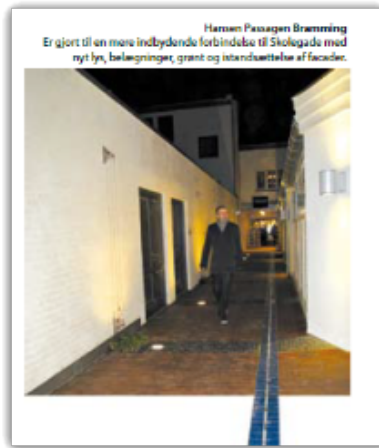 Hansen Passagen Bramming
Er gjort til en mere indbydende forbindelse til Skolegade med
nyt lys, belægninger, grønt og istandsættelse af facader.